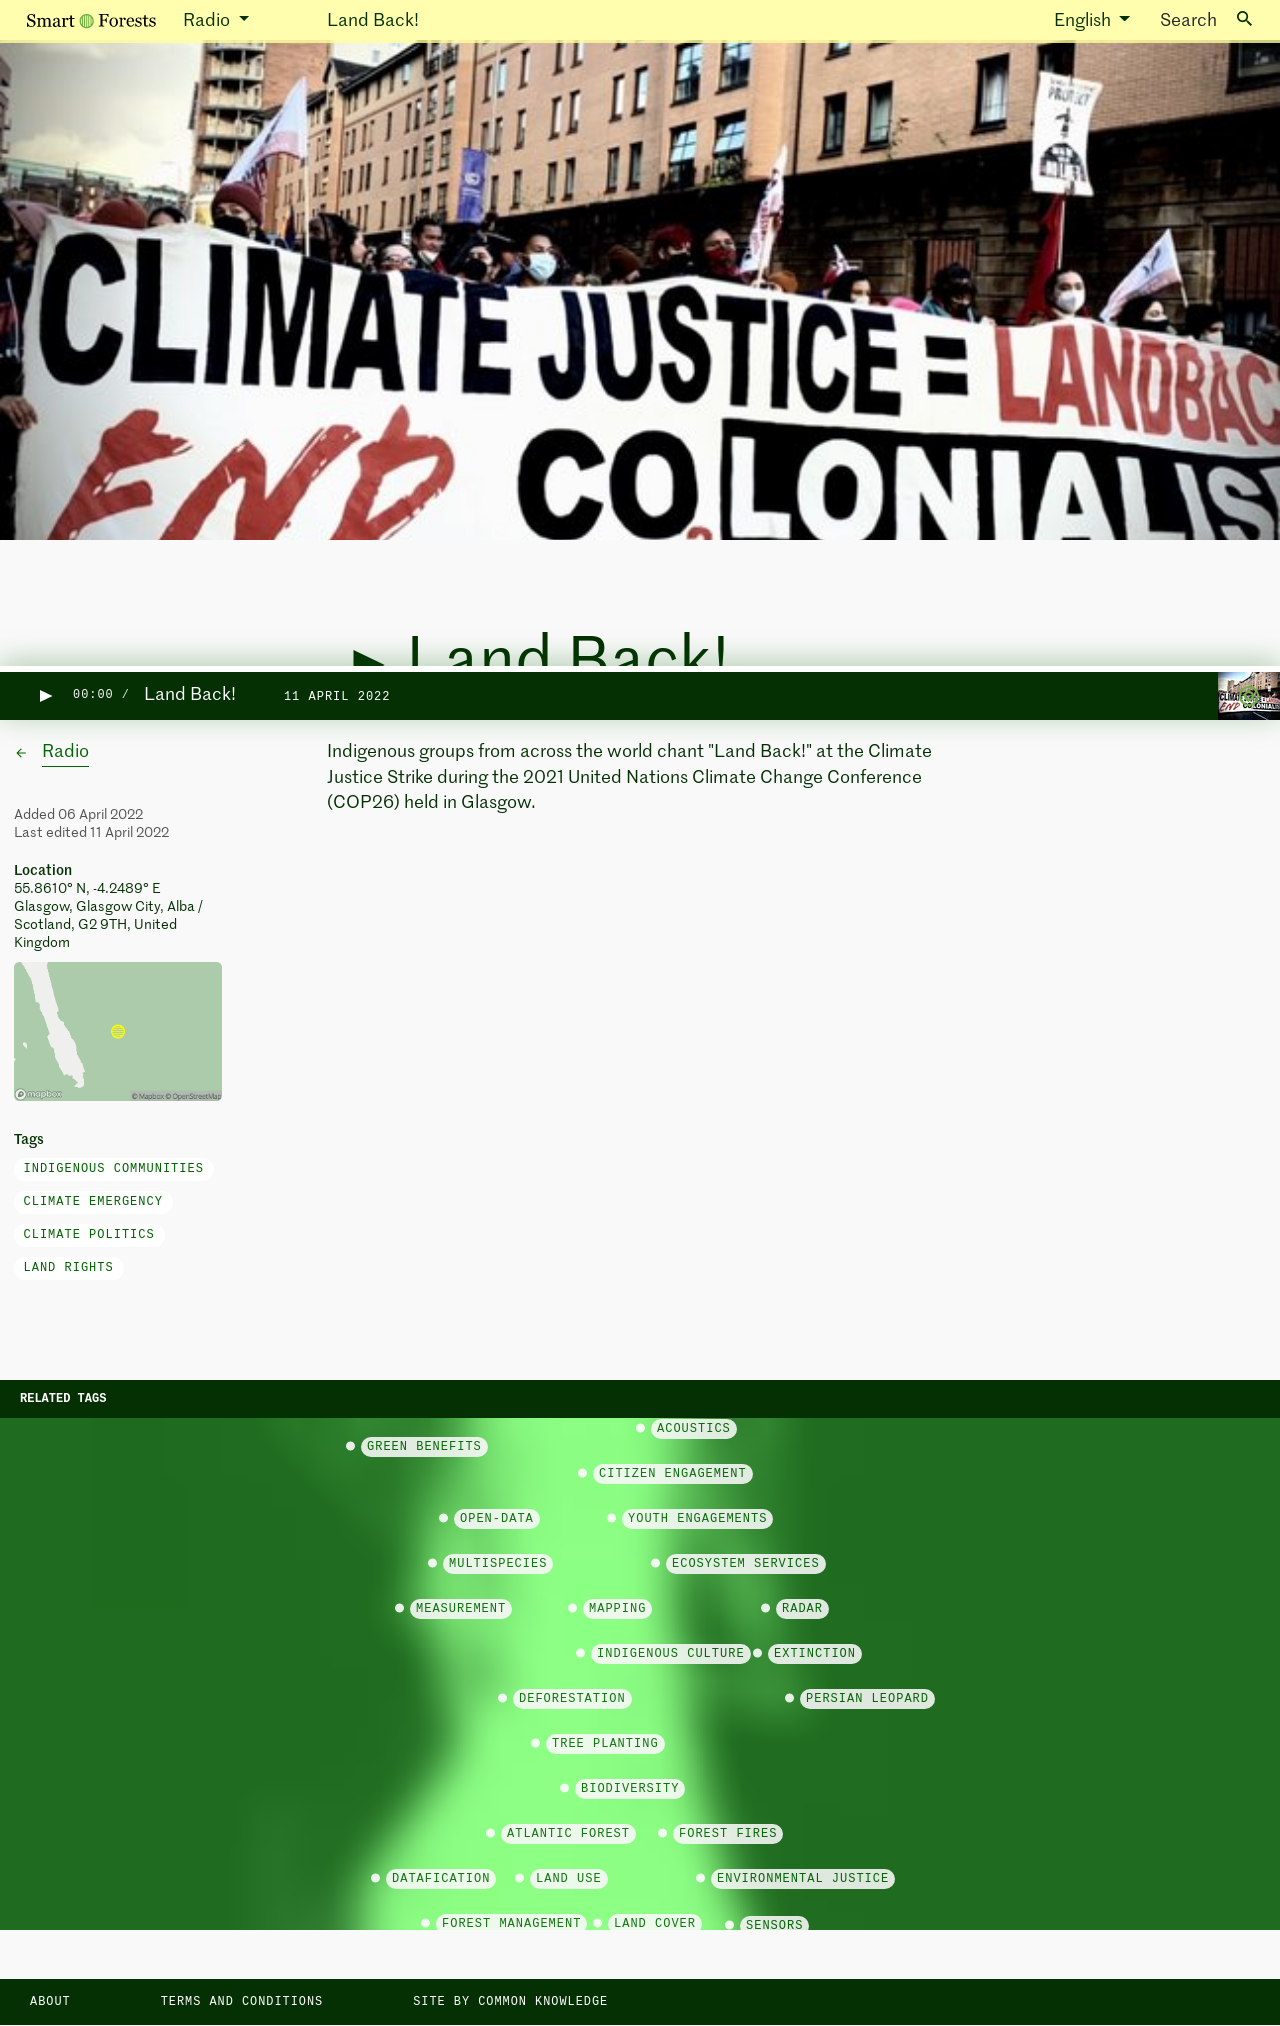 Smart Forests Radio Land Back! English Search
PROTECT
CLIMATE JUSTICE = LANDBAC
END COLONIALIS
▶ Land Back!
▶ 00:00 / Land Back! 11 APRIL 2022
← Radio
Indigenous groups from across the world chant "Land Back!" at the Climate
Justice Strike during the 2021 United Nations Climate Change Conference
(COP26) held in Glasgow.
Added 06 April 2022
Last edited 11 April 2022
Location
55.8610° N, -4.2489° E
Glasgow, Glasgow City, Alba /
Scotland, G2 9TH, United
Kingdom
mapbox © Mapbox © OpenStreetMap
Tags
INDIGENOUS COMMUNITIES
CLIMATE EMERGENCY
CLIMATE POLITICS
LAND RIGHTS
RELATED TAGS
ACOUSTICS
GREEN BENEFITS
CITIZEN ENGAGEMENT
OPEN-DATA YOUTH ENGAGEMENTS
MULTISPECIES ECOSYSTEM SERVICES
MEASUREMENT MAPPING RADAR
INDIGENOUS CULTURE EXTINCTION
DEFORESTATION PERSIAN LEOPARD
TREE PLANTING
BIODIVERSITY
ATLANTIC FOREST FOREST FIRES
DATAFICATION LAND USE ENVIRONMENTAL JUSTICE
FOREST MANAGEMENT LAND COVER SENSORS
ABOUT TERMS AND CONDITIONS SITE BY COMMON KNOWLEDGE